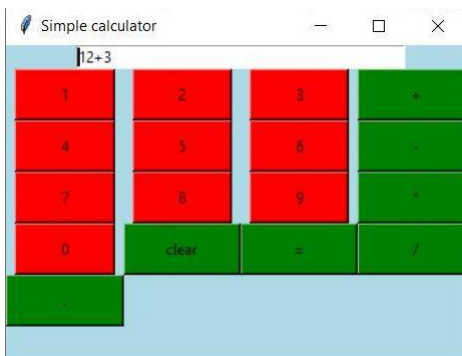 Simple calculator
12+3
1 2 3 +
4 5 6 -
7 8 9 *
0 clear = /
.